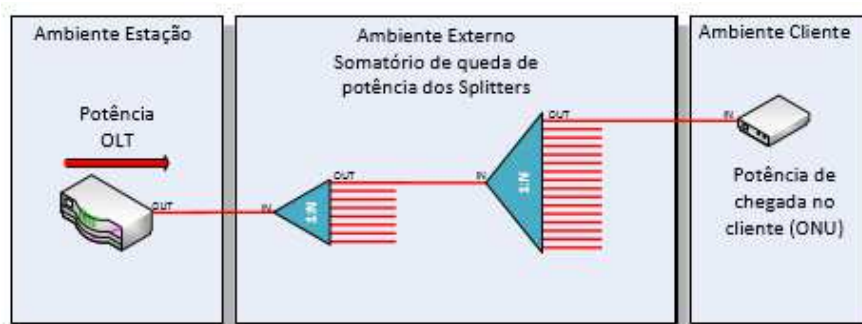 Ambiente Estação
Potência
OLT
OUT
Ambiente Externo
Somatório de queda de
potência dos Splitters
IN
1:N
OUT
IN
1:N
OUT
Ambiente Cliente
IN
Potência de
chegada no
cliente (ONU)